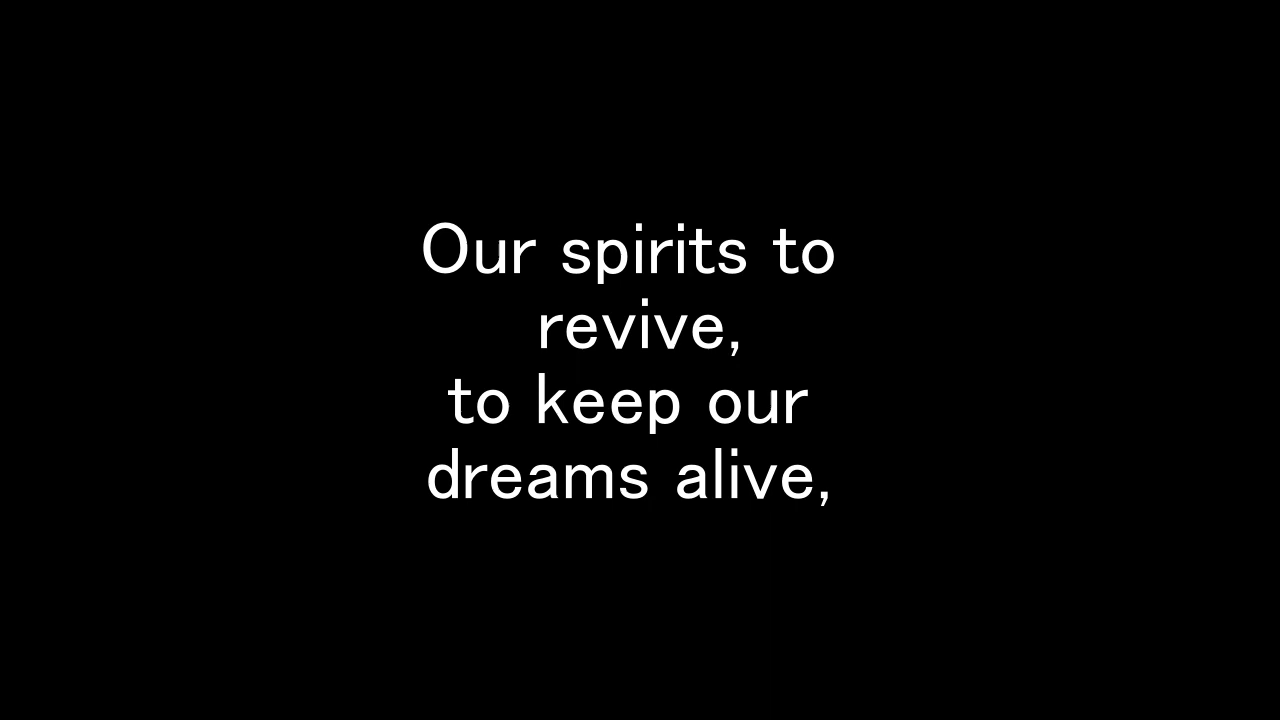 Our spirits to
revive,
to keep our
dreams alive,